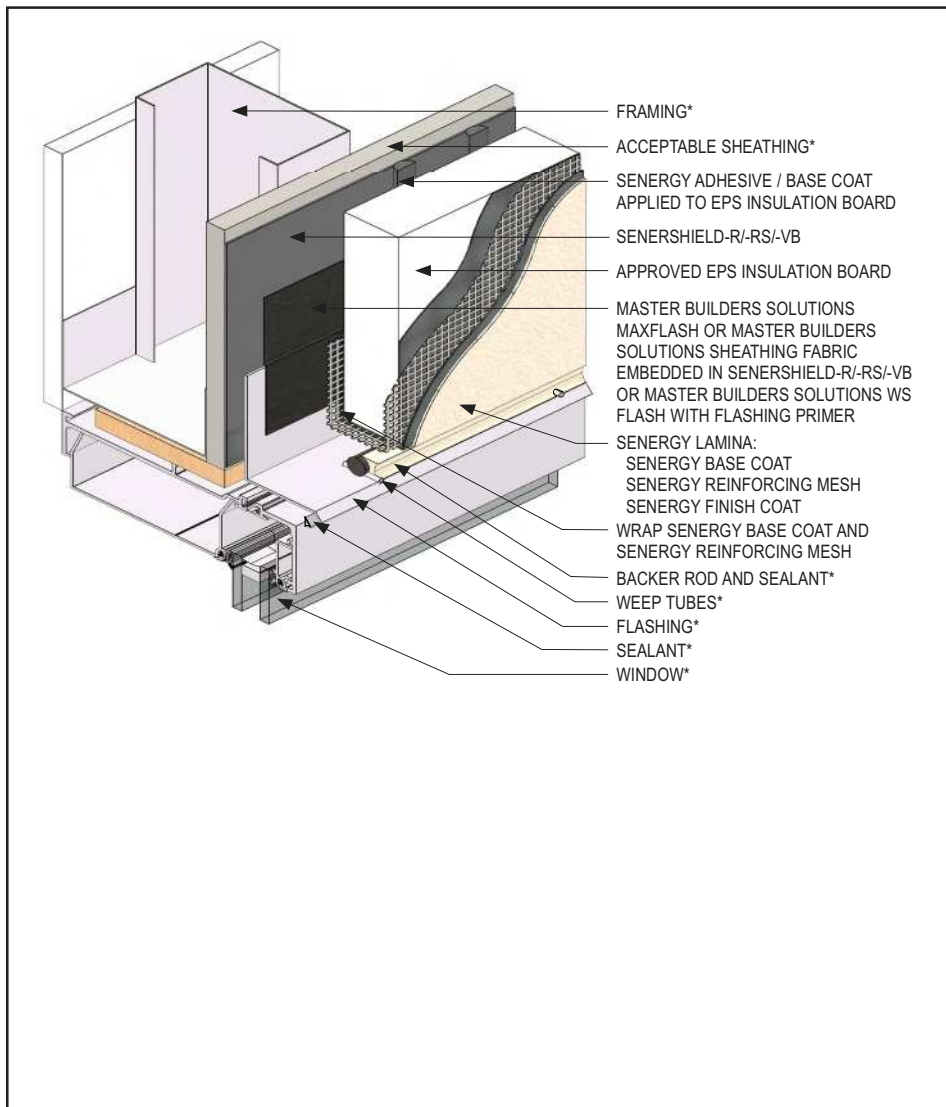 FRAMING*
ACCEPTABLE SHEATHING*
SENERGY ADHESIVE / BASE COAT
APPLIED TO EPS INSULATION BOARD
SENERSHIELD-R/-RS/-VB
APPROVED EPS INSULATION BOARD
MASTER BUILDERS SOLUTIONS
MAXFLASH OR MASTER BUILDERS
SOLUTIONS SHEATHING FABRIC
EMBEDDED IN SENERSHIELD-R/-RS/-VB
OR MASTER BUILDERS SOLUTIONS WS
FLASH WITH FLASHING PRIMER
SENERGY LAMINA:
SENERGY BASE COAT
SENERGY REINFORCING MESH
SENERGY FINISH COAT
WRAP SENERGY BASE COAT AND
SENERGY REINFORCING MESH
BACKER ROD AND SEALANT*
WEEP TUBES*
FLASHING*
SEALANT*
WINDOW*